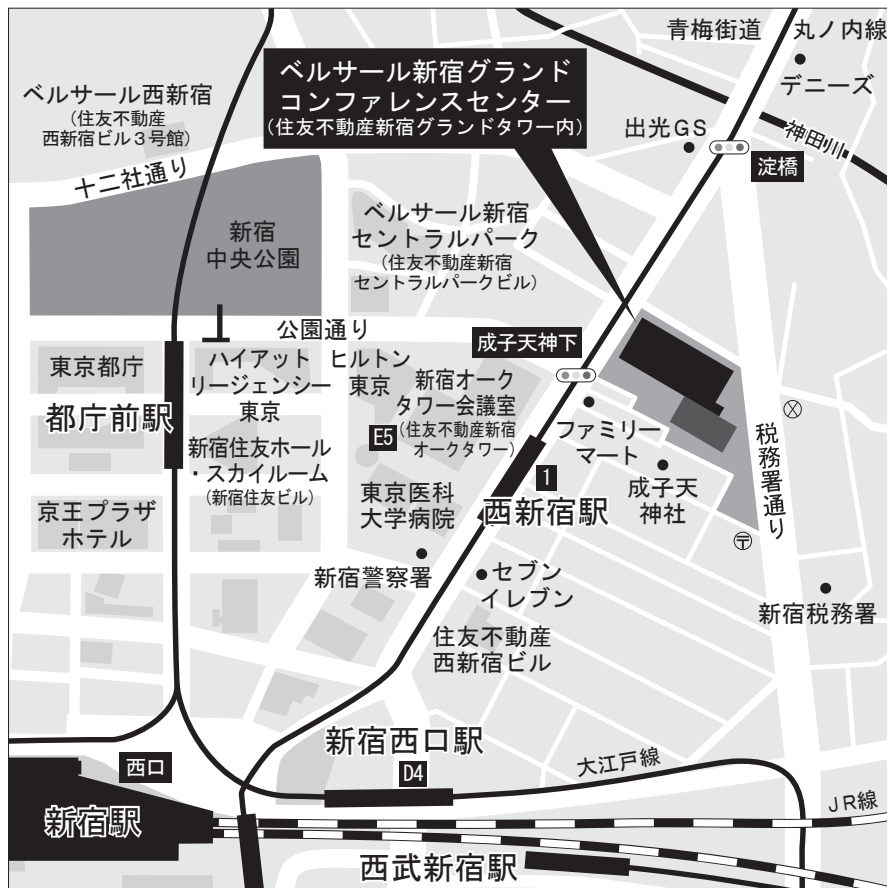 青梅街道
丸ノ内線
デニーズ
ベルサール新宿グランド
コンファレンスセンター
(住友不動産新宿グランドタワー内)
ベルサール西新宿
(住友不動産
西新宿ビル3号館)
出光GS
神田川
淀橋
十二社通り
新宿
中央公園
ベルサール新宿
セントラルパーク
(住友不動産新宿
セントラルパークビル)
公園通り
成子天神下
東京都庁
ハイアット
リージェンシー
東京
ヒルトン
東京
新宿オーク
タワー会議室
(住友不動産新宿
オークタワー)
都庁前駅
E5
ファミリー
マート
税務署通り
新宿住友ホール
・スカイルーム
(新宿住友ビル)
1
成子天
神社
東京医科
大学病院
西新宿駅
京王プラザ
ホテル
〒
新宿警察署
セブン
イレブン
新宿税務署
住友不動産
西新宿ビル
新宿西口駅
西口
D4
大江戸線
JR線
新宿駅
西武新宿駅